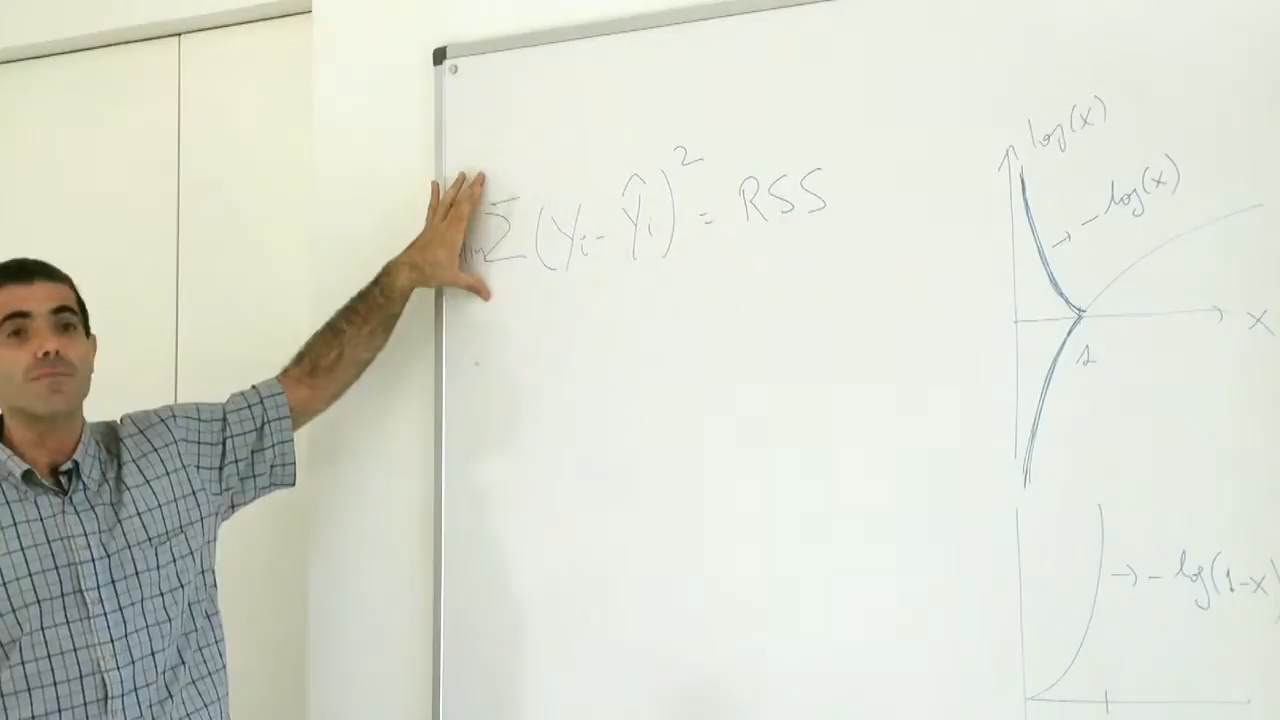 Σ(yᵢ - ŷᵢ)² = RSS
log(x)
→ - log(x)
x
1
→ - log(1-x)